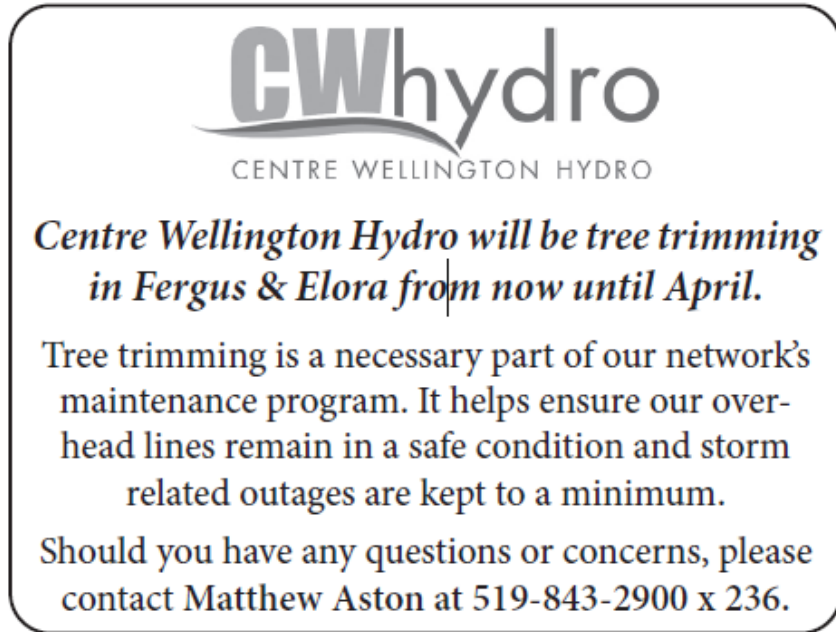 CWhydro
CENTRE WELLINGTON HYDRO
Centre Wellington Hydro will be tree trimming
in Fergus & Elora from now until April.
Tree trimming is a necessary part of our network's
maintenance program. It helps ensure our over-
head lines remain in a safe condition and storm
related outages are kept to a minimum.
Should you have any questions or concerns, please
contact Matthew Aston at 519-843-2900 x 236.